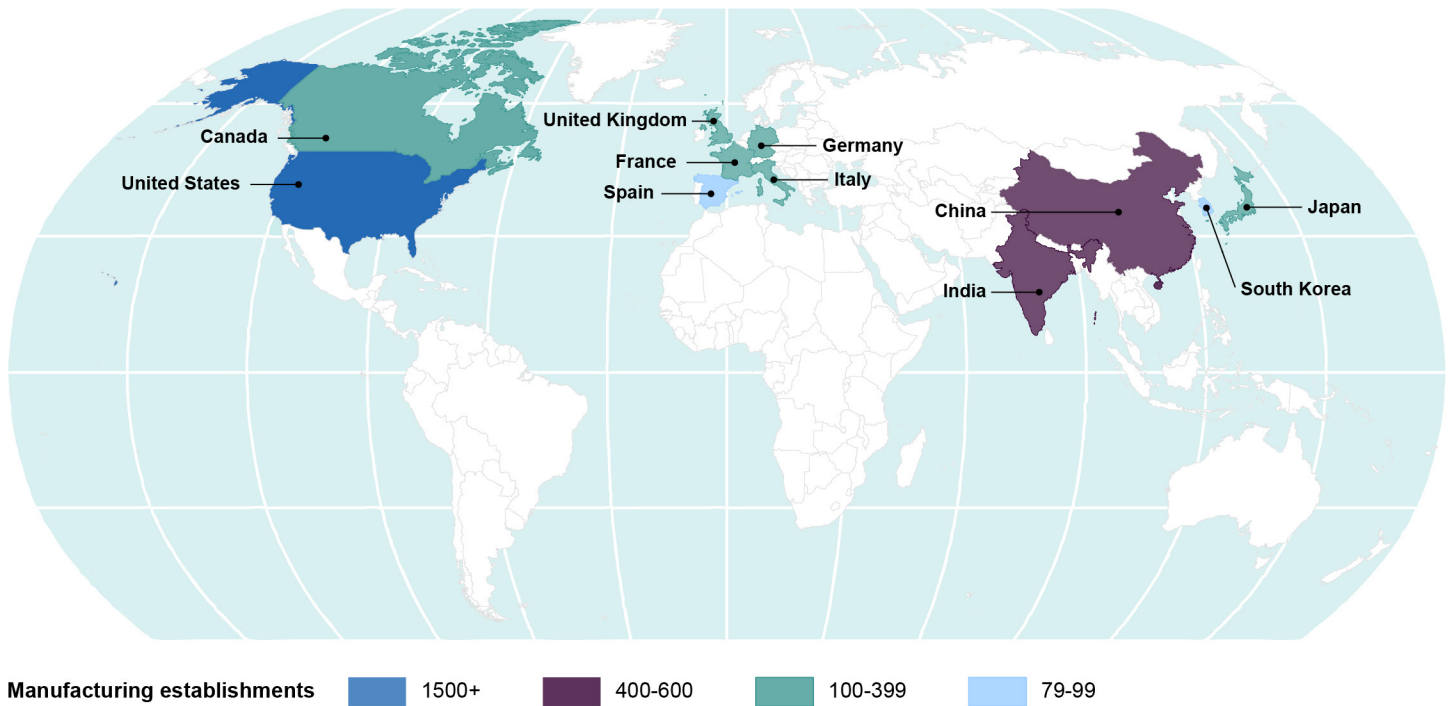 Canada
United States
United Kingdom
France
Spain
Germany
Italy
China
India
Japan
South Korea
Manufacturing establishments 1500+ 400-600 100-399 79-99